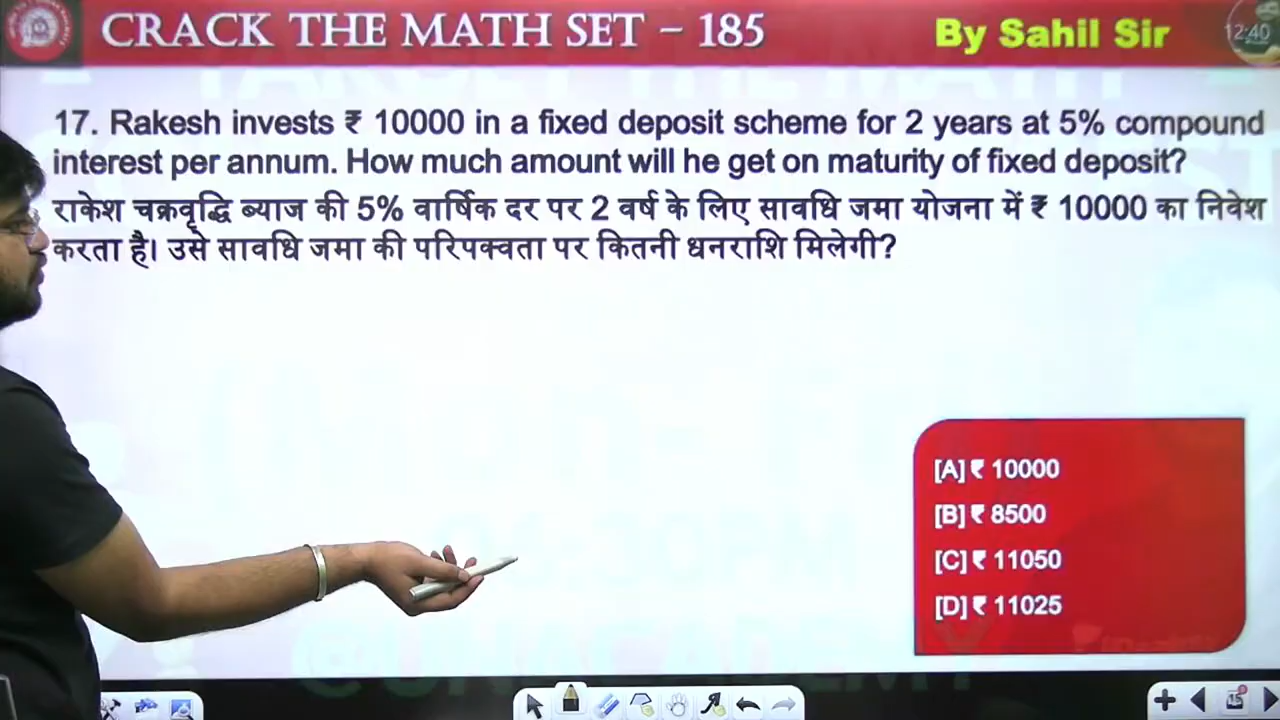 CRACK THE MATH SET – 185
By Sahil Sir
12:40
17. Rakesh invests ₹ 10000 in a fixed deposit scheme for 2 years at 5% compound
interest per annum. How much amount will he get on maturity of fixed deposit?
राकेश चक्रवृद्धि ब्याज की 5% वार्षिक दर पर 2 वर्ष के लिए सावधि जमा योजना में ₹ 10000 का निवेश
करता है। उसे सावधि जमा की परिपक्वता पर कितनी धनराशि मिलेगी?
[A] ₹ 10000
[B] ₹ 8500
[C] ₹ 11050
[D] ₹ 11025